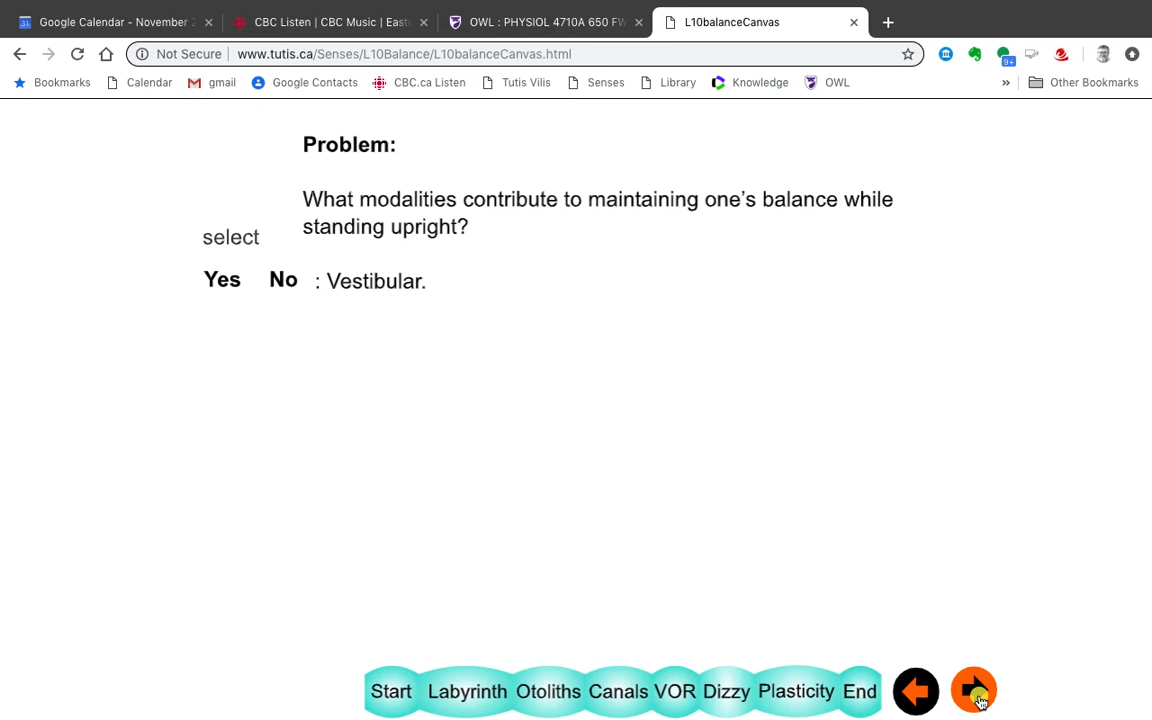 Google Calendar - November 2
CBC Listen | CBC Music | Easte
OWL : PHYSIOL 4710A 650 FW
L10balanceCanvas
Not Secure
www.tutis.ca/Senses/L10Balance/L10balanceCanvas.html
9+
Bookmarks
Calendar
gmail
Google Contacts
CBC.ca Listen
Tutis Vilis
Senses
Library
Knowledge
OWL
»
Other Bookmarks
Problem:
What modalities contribute to maintaining one's balance while
standing upright?
select
Yes No : Vestibular.
Start Labyrinth Otoliths Canals VOR Dizzy Plasticity End